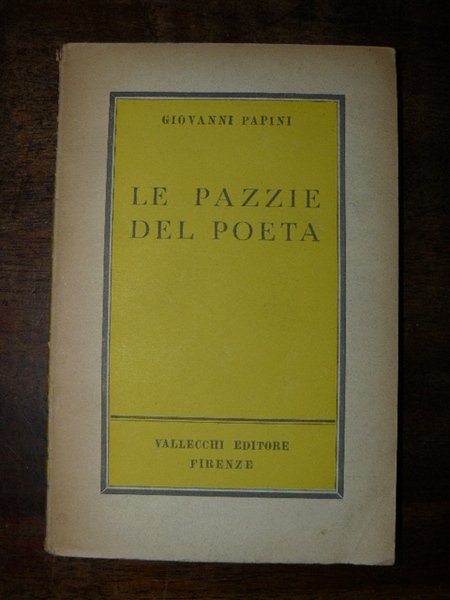 GIOVANNI PAPINI
LE PAZZIE
DEL POETA
VALLECCHI EDITORE
FIRENZE